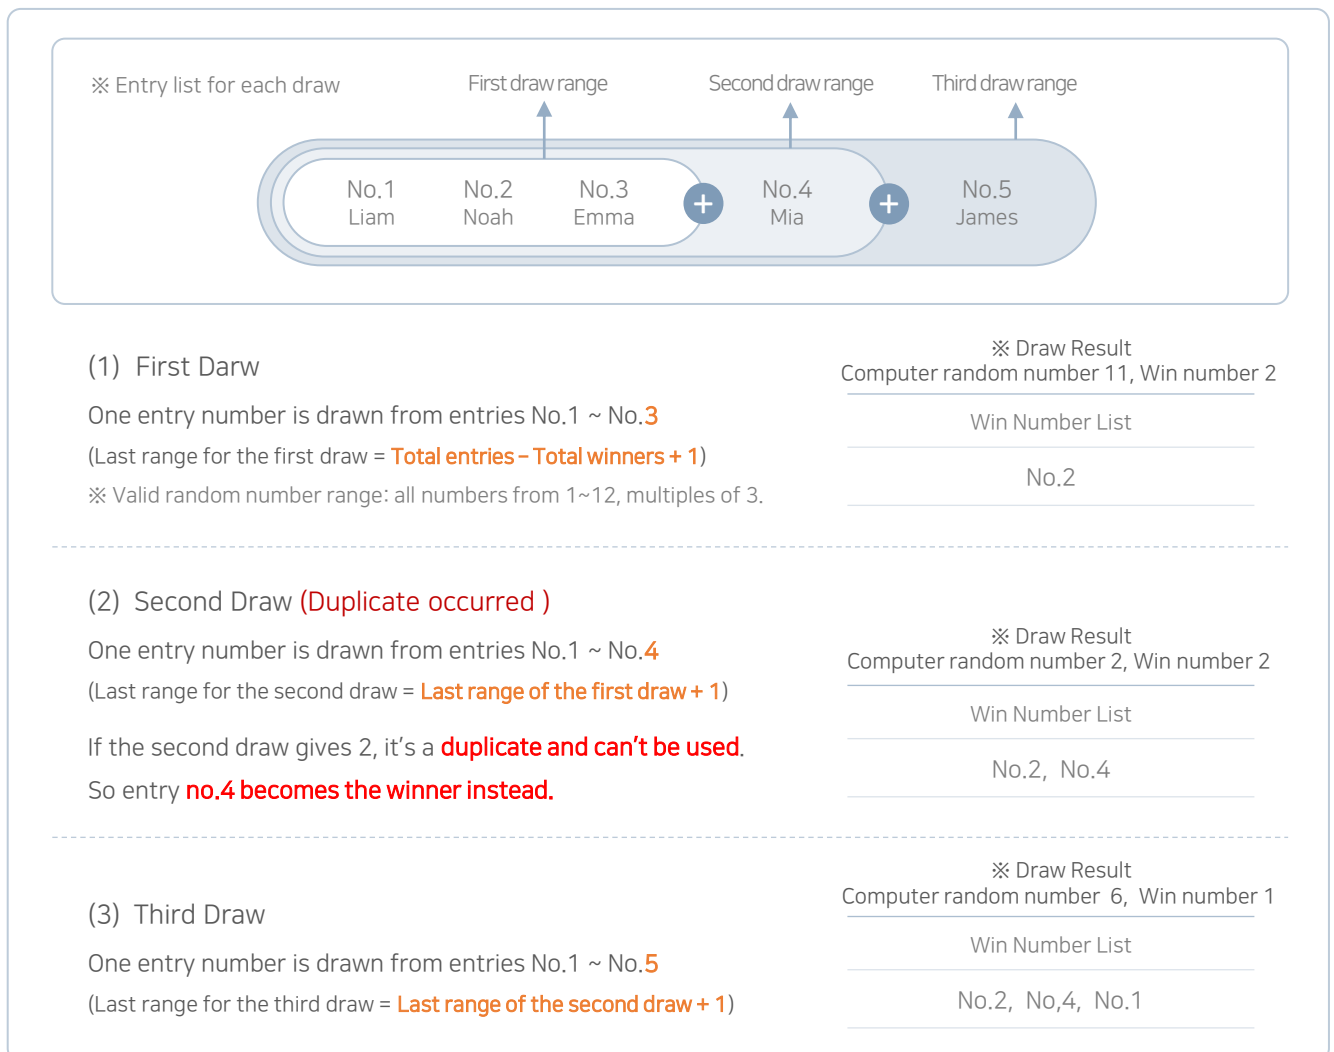 ※ Entry list for each draw
First draw range
Second draw range
Third draw range
No.1
Liam
No.2
Noah
No.3
Emma
+
No.4
Mia
+
No.5
James
(1) First Darw
One entry number is drawn from entries No.1 ~ No.3
(Last range for the first draw = Total entries – Total winners + 1)
※ Valid random number range: all numbers from 1~12, multiples of 3.
※ Draw Result
Computer random number 11, Win number 2
Win Number List
No.2
(2) Second Draw (Duplicate occurred )
One entry number is drawn from entries No.1 ~ No.4
(Last range for the second draw = Last range of the first draw + 1)
If the second draw gives 2, it's a duplicate and can't be used.
So entry no.4 becomes the winner instead.
※ Draw Result
Computer random number 2, Win number 2
Win Number List
No.2, No.4
(3) Third Draw
One entry number is drawn from entries No.1 ~ No.5
(Last range for the third draw = Last range of the second draw + 1)
※ Draw Result
Computer random number 6, Win number 1
Win Number List
No.2, No,4, No.1